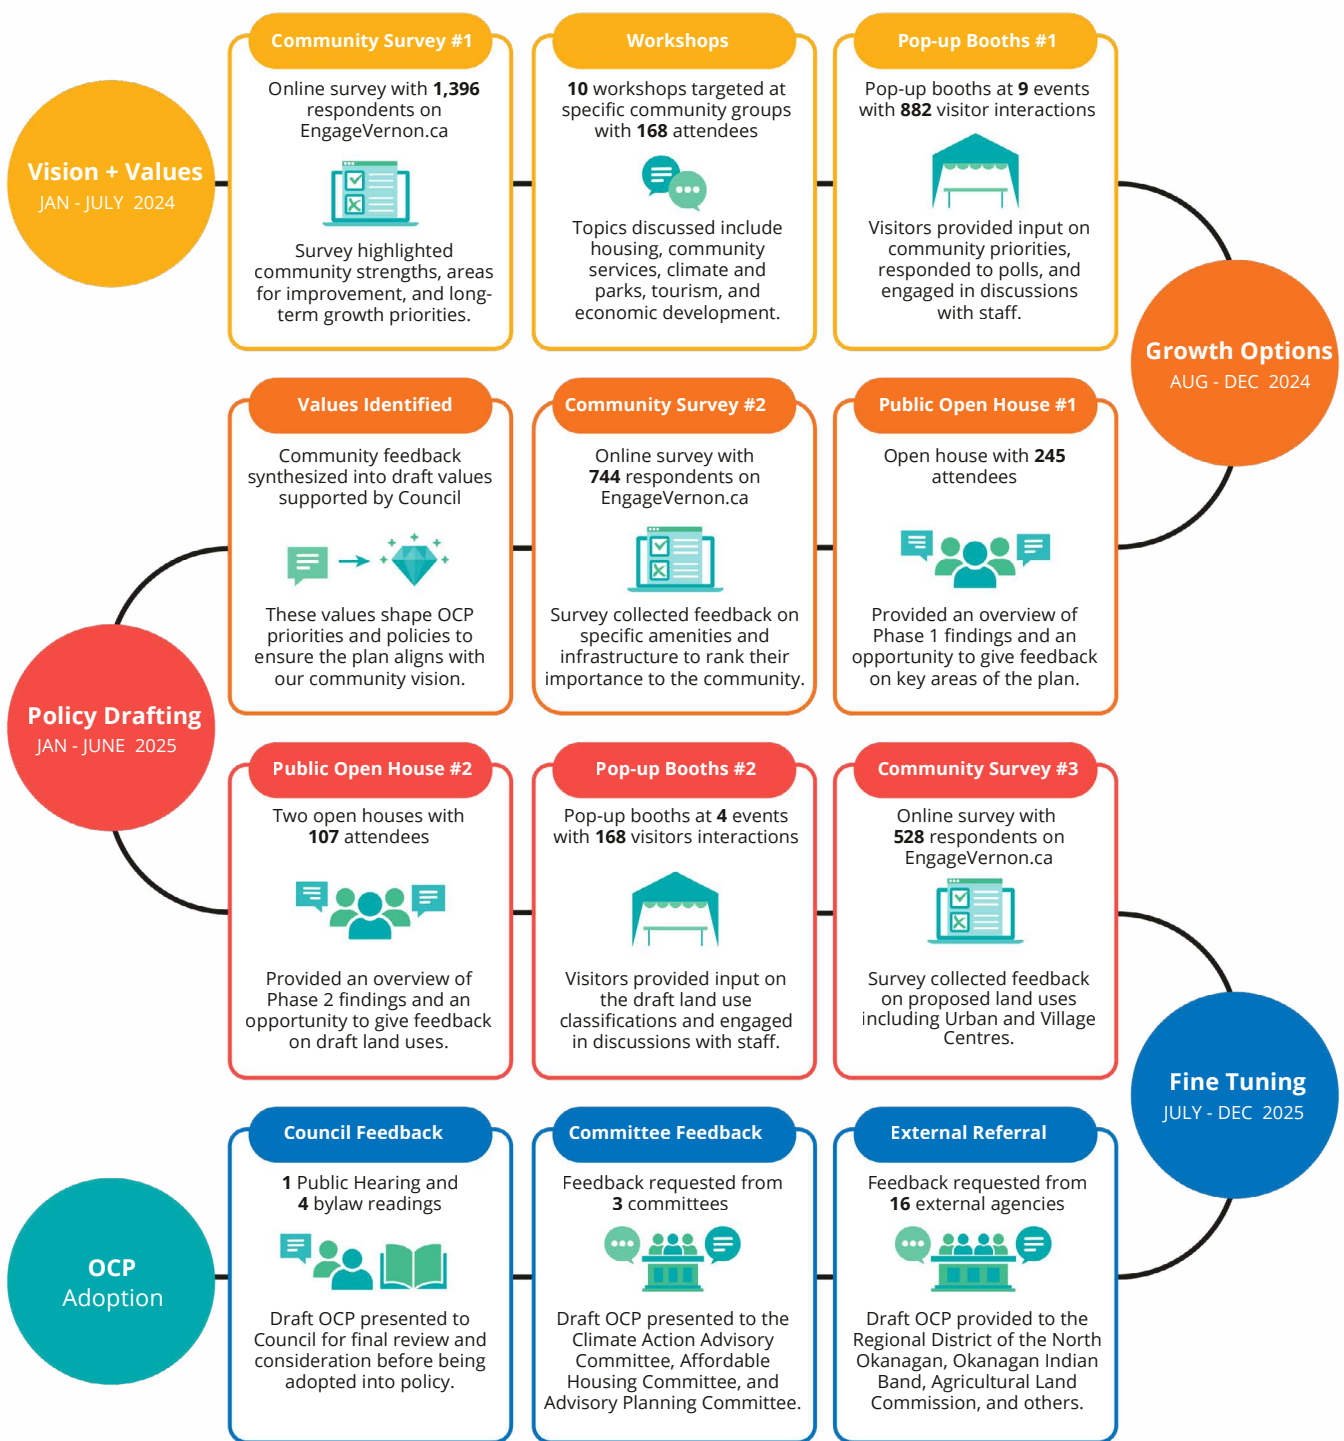 Vision + Values
JAN - JULY 2024
Community Survey #1
Online survey with 1,396
respondents on
EngageVernon.ca
Survey highlighted
community strengths, areas
for improvement, and long-
term growth priorities.
Workshops
10 workshops targeted at
specific community groups
with 168 attendees
Topics discussed include
housing, community
services, climate and
parks, tourism, and
economic development.
Pop-up Booths #1
Pop-up booths at 9 events
with 882 visitor interactions
Visitors provided input on
community priorities,
responded to polls, and
engaged in discussions
with staff.
Growth Options
AUG - DEC 2024
Public Open House #1
Open house with 245
attendees
Provided an overview of
Phase 1 findings and an
opportunity to give feedback
on key areas of the plan.
Community Survey #2
Online survey with
744 respondents on
EngageVernon.ca
Survey collected feedback on
specific amenities and
infrastructure to rank their
importance to the community.
Values Identified
Community feedback
synthesized into draft values
supported by Council
These values shape OCP
priorities and policies to
ensure the plan aligns with
our community vision.
Policy Drafting
JAN - JUNE 2025
Public Open House #2
Two open houses with
107 attendees
Provided an overview of
Phase 2 findings and an
opportunity to give feedback
on draft land uses.
Pop-up Booths #2
Pop-up booths at 4 events
with 168 visitors interactions
Visitors provided input on
the draft land use
classifications and engaged
in discussions with staff.
Community Survey #3
Online survey with
528 respondents on
EngageVernon.ca
Survey collected feedback
on proposed land uses
including Urban and Village
Centres.
Fine Tuning
JULY - DEC 2025
External Referral
Feedback requested from
16 external agencies
Draft OCP provided to the
Regional District of the North
Okanagan, Okanagan Indian
Band, Agricultural Land
Commission, and others.
Committee Feedback
Feedback requested from
3 committees
Draft OCP presented to the
Climate Action Advisory
Committee, Affordable
Housing Committee, and
Advisory Planning Committee.
Council Feedback
1 Public Hearing and
4 bylaw readings
Draft OCP presented to
Council for final review and
consideration before being
adopted into policy.
OCP
Adoption